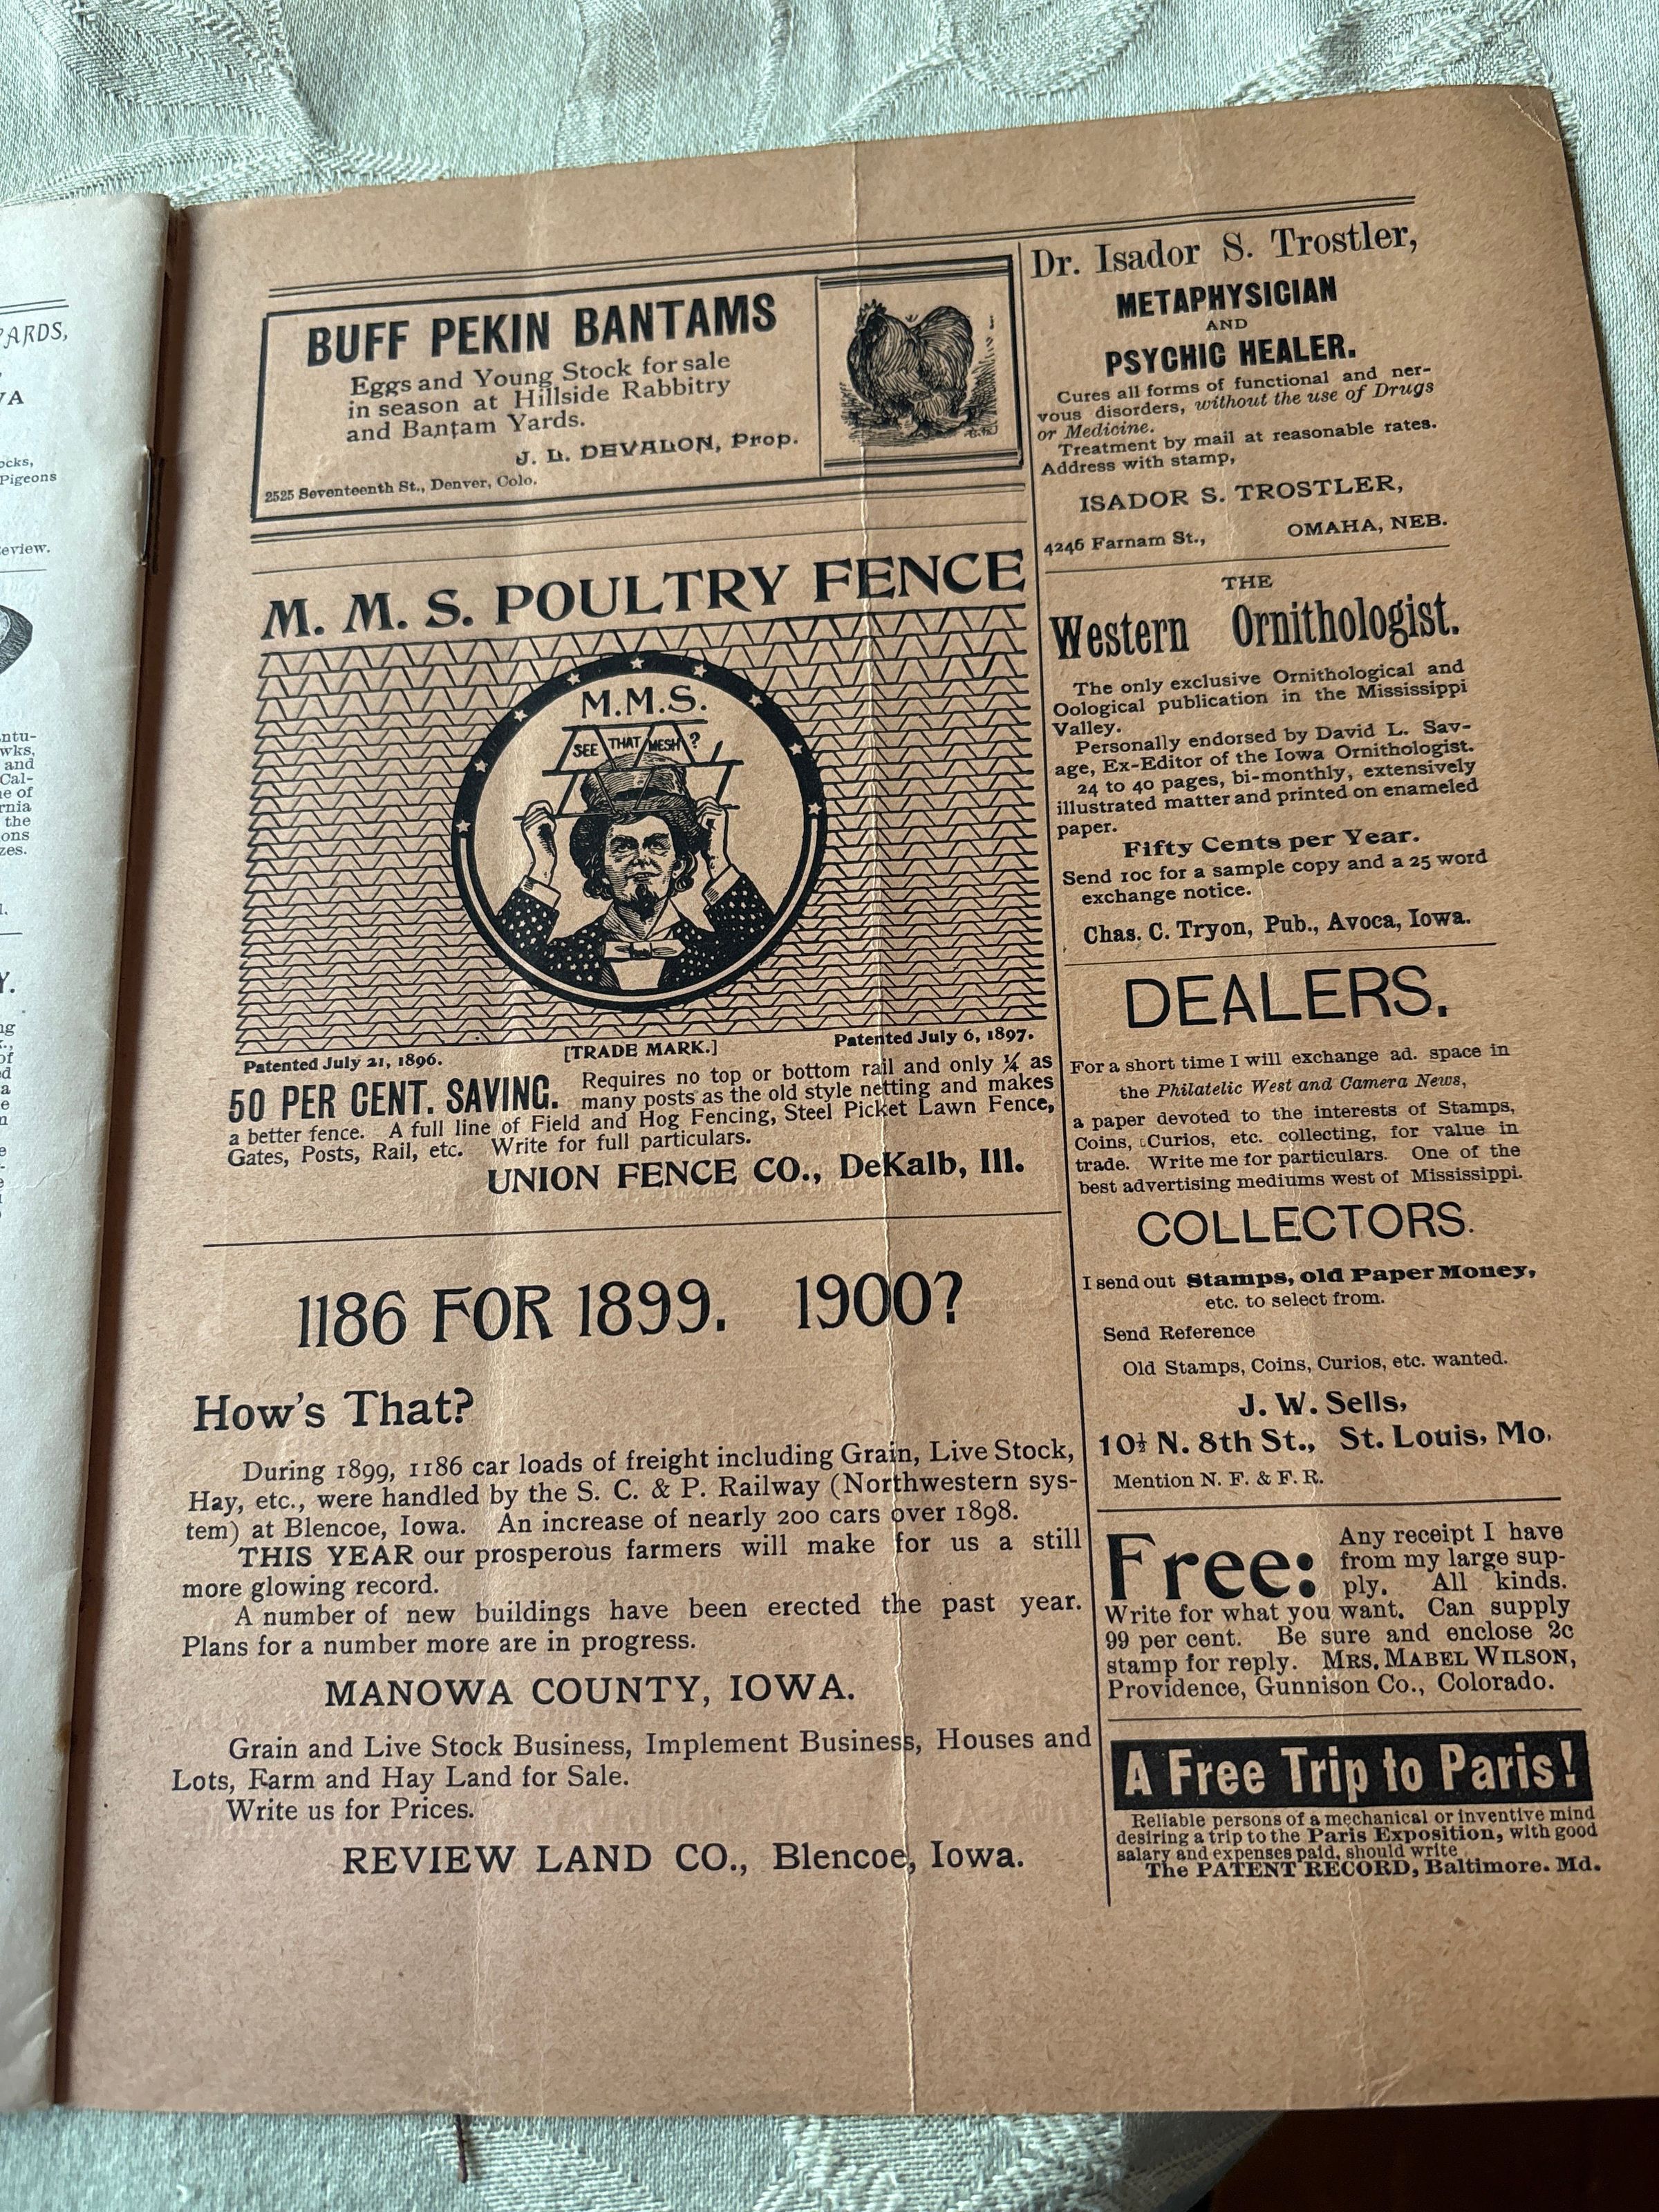 ARDS,
VA
ocks,
Pigeons
eview.
ntu-
wks,
and
Cal-
e of
rnia
the
ions
zes.
l.
Y.
ng
of
d
a
e
BUFF PEKIN BANTAMS
Eggs and Young Stock for sale
in season at Hillside Rabbitry
and Bantam Yards.
J. L. DEVALON, Prop.
2525 Seventeenth St., Denver, Colo.
M. M. S. POULTRY FENCE
M.M.S.
SEE THAT MESH ?
Patented July 21, 1896.
[TRADE MARK.]
Patented July 6, 1897.
50 PER CENT. SAVING. Requires no top or bottom rail and only ¼ as
many posts as the old style netting and makes
a better fence. A full line of Field and Hog Fencing, Steel Picket Lawn Fence,
Gates, Posts, Rail, etc. Write for full particulars.
UNION FENCE CO., DeKalb, Ill.
1186 FOR 1899. 1900?
How's That?
During 1899, 1186 car loads of freight including Grain, Live Stock,
Hay, etc., were handled by the S. C. & P. Railway (Northwestern sys-
tem) at Blencoe, Iowa. An increase of nearly 200 cars over 1898.
THIS YEAR our prosperous farmers will make for us a still
more glowing record.
A number of new buildings have been erected the past year.
Plans for a number more are in progress.
MANOWA COUNTY, IOWA.
Grain and Live Stock Business, Implement Business, Houses and
Lots, Farm and Hay Land for Sale.
Write us for Prices.
REVIEW LAND CO., Blencoe, Iowa.
Dr. Isador S. Trostler,
METAPHYSICIAN
AND
PSYCHIC HEALER.
Cures all forms of functional and ner-
vous disorders, without the use of Drugs
or Medicine.
Treatment by mail at reasonable rates.
Address with stamp,
ISADOR S. TROSTLER,
4246 Farnam St., OMAHA, NEB.
THE
Western Ornithologist.
The only exclusive Ornithological and
Oological publication in the Mississippi
Valley.
Personally endorsed by David L. Sav-
age, Ex-Editor of the Iowa Ornithologist.
24 to 40 pages, bi-monthly, extensively
illustrated matter and printed on enameled
paper.
Fifty Cents per Year.
Send 10c for a sample copy and a 25 word
exchange notice.
Chas. C. Tryon, Pub., Avoca, Iowa.
DEALERS.
For a short time I will exchange ad. space in
the Philatelic West and Camera News,
a paper devoted to the interests of Stamps,
Coins, Curios, etc. collecting, for value in
trade. Write me for particulars. One of the
best advertising mediums west of Mississippi.
COLLECTORS.
I send out Stamps, old Paper Money,
etc. to select from.
Send Reference
Old Stamps, Coins, Curios, etc. wanted.
J. W. Sells,
10½ N. 8th St., St. Louis, Mo.
Mention N. F. & F. R.
Free: Any receipt I have
from my large sup-
ply. All kinds.
Write for what you want. Can supply
99 per cent. Be sure and enclose 2c
stamp for reply. MRS. MABEL WILSON,
Providence, Gunnison Co., Colorado.
A Free Trip to Paris!
Reliable persons of a mechanical or inventive mind
desiring a trip to the Paris Exposition, with good
salary and expenses paid, should write
The PATENT RECORD, Baltimore. Md.